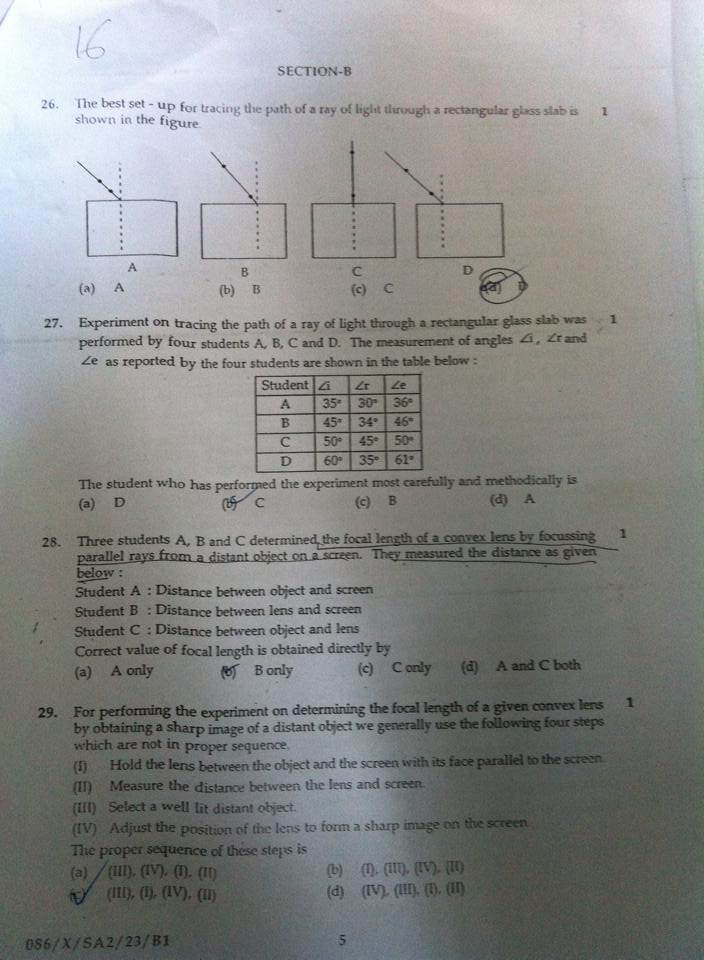 16
SECTION-B
26. The best set - up for tracing the path of a ray of light through a rectangular glass slab is 1
shown in the figure.
A B C D
(a) A (b) B (c) C (d) D
27. Experiment on tracing the path of a ray of light through a rectangular glass slab was 1
performed by four students A, B, C and D. The measurement of angles ∠i, ∠r and
∠e as reported by the four students are shown in the table below :
Student ∠i ∠r ∠e
A 35° 30° 36°
B 45° 34° 46°
C 50° 45° 50°
D 60° 35° 61°
The student who has performed the experiment most carefully and methodically is
(a) D (b) C (c) B (d) A
28. Three students A, B and C determined the focal length of a convex lens by focussing 1
parallel rays from a distant object on a screen. They measured the distance as given
below :
Student A : Distance between object and screen
Student B : Distance between lens and screen
Student C : Distance between object and lens
Correct value of focal length is obtained directly by
(a) A only (b) B only (c) C only (d) A and C both
29. For performing the experiment on determining the focal length of a given convex lens 1
by obtaining a sharp image of a distant object we generally use the following four steps
which are not in proper sequence.
(I) Hold the lens between the object and the screen with its face parallel to the screen.
(II) Measure the distance between the lens and screen.
(III) Select a well lit distant object.
(IV) Adjust the position of the lens to form a sharp image on the screen
The proper sequence of these steps is
(a) (III), (IV), (I), (II) (b) (I), (III), (IV), (II)
(c) (III), (I), (IV), (II) (d) (IV), (III), (I), (II)
086/X/SA2/23/B1 5